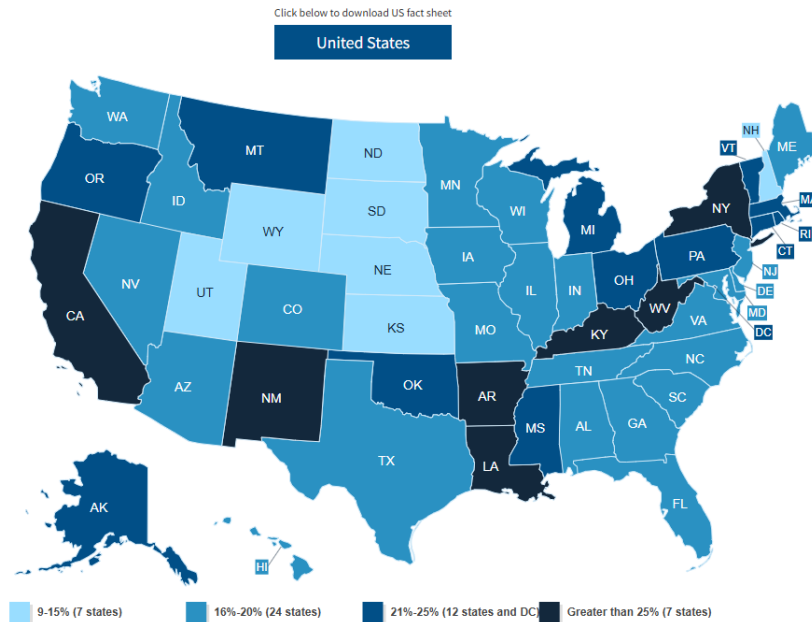 Click below to download US fact sheet
United States
WA
MT
ND
MN
OR
ID
WY
SD
WI
MI
NY
VT
NH
ME
MA
RI
CT
NV
UT
NE
IA
IL
IN
OH
PA
NJ
DE
MD
DC
CA
CO
KS
MO
KY
WV
VA
AZ
NM
OK
AR
TN
NC
SC
TX
LA
MS
AL
GA
FL
AK
HI
9-15% (7 states)
16%-20% (24 states)
21%-25% (12 states and DC)
Greater than 25% (7 states)